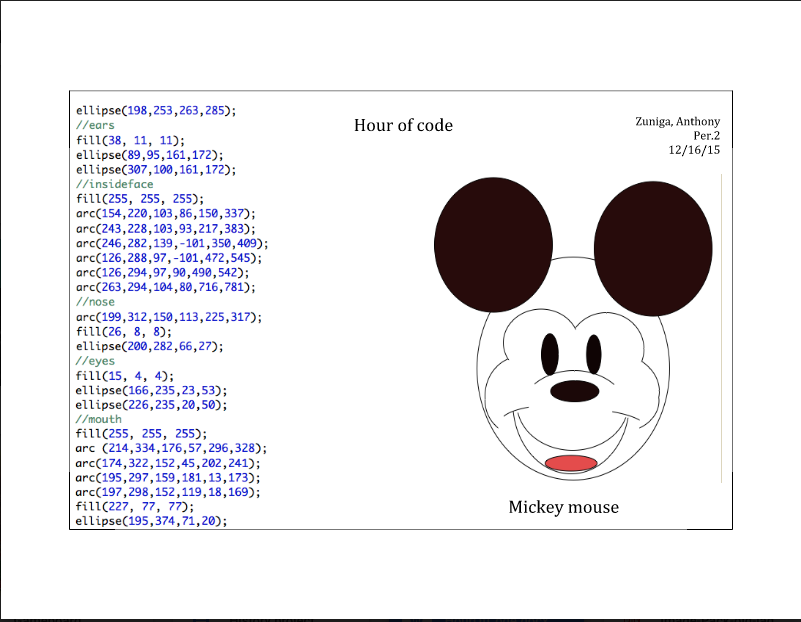 ellipse(198,253,263,285);
//ears
fill(38, 11, 11);
ellipse(89,95,161,172);
ellipse(307,100,161,172);
//insideface
fill(255, 255, 255);
arc(154,220,103,86,150,337);
arc(243,228,103,93,217,383);
arc(246,282,139,-101,350,409);
arc(126,288,97,-101,472,545);
arc(126,294,97,90,490,542);
arc(263,294,104,80,716,781);
//nose
arc(199,312,150,113,225,317);
fill(26, 8, 8);
ellipse(200,282,66,27);
//eyes
fill(15, 4, 4);
ellipse(166,235,23,53);
ellipse(226,235,20,50);
//mouth
fill(255, 255, 255);
arc (214,334,176,57,296,328);
arc(174,322,152,45,202,241);
arc(195,297,159,181,13,173);
arc(197,298,152,119,18,169);
fill(227, 77, 77);
ellipse(195,374,71,20);
Hour of code
Zuniga, Anthony
Per.2
12/16/15
Mickey mouse